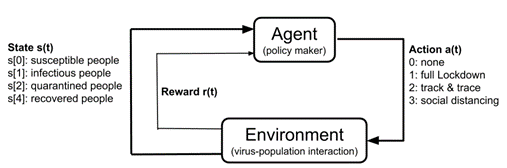 State s(t)
s[0]: susceptible people
s[1]: infectious people
s[2]: quarantined people
s[4]: recovered people
Agent
(policy maker)
Reward r(t)
Action a(t)
0: none
1: full Lockdown
2: track & trace
3: social distancing
Environment
(virus-population interaction)